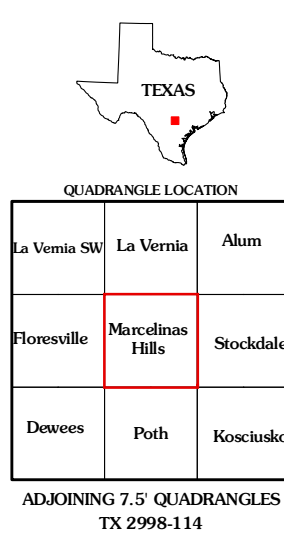 TEXAS
QUADRANGLE LOCATION
La Vernia SW La Vernia Alum
Floresville Marcelinas Hills Stockdale
Dewees Poth Kosciusko
ADJOINING 7.5' QUADRANGLES
TX 2998-114